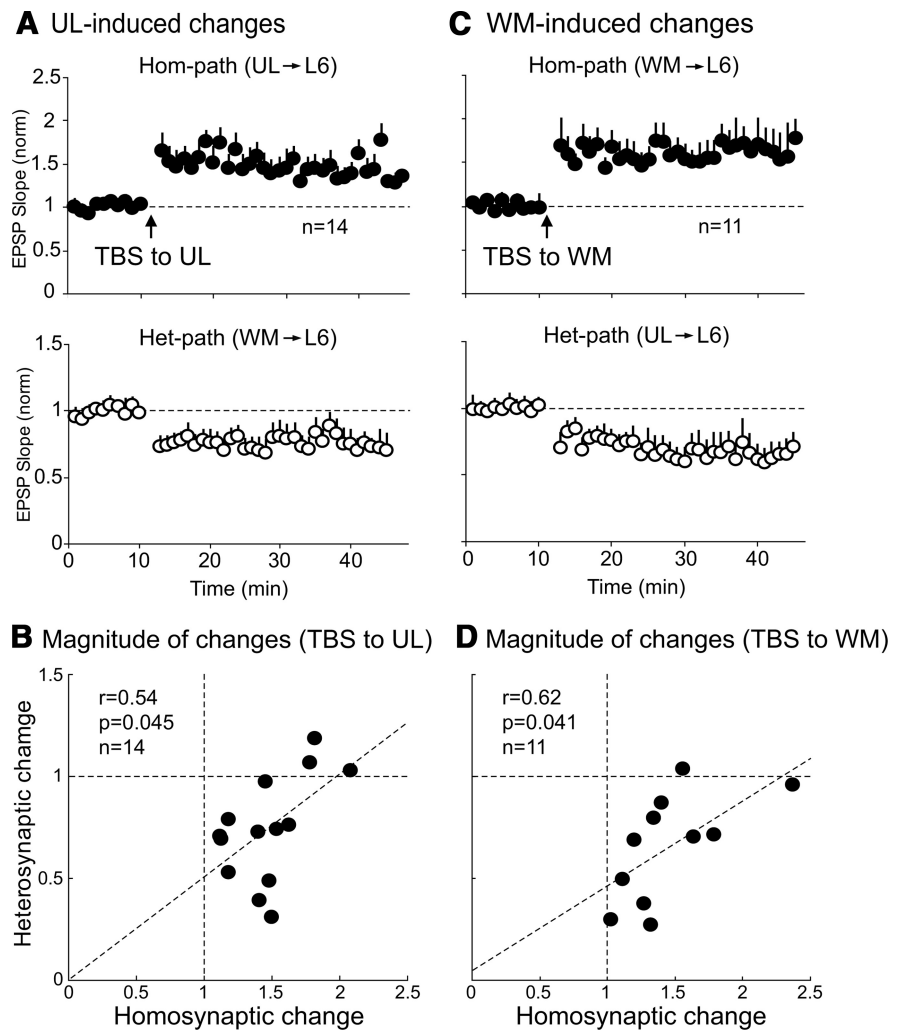 A UL-induced changes
Hom-path (UL→L6)
2.5
2
1.5
1
0.5
0
EPSP Slope (norm)
n=14
TBS to UL
Het-path (WM→L6)
1.5
1
0.5
0
EPSP Slope (norm)
0 10 20 30 40
Time (min)
C WM-induced changes
Hom-path (WM→L6)
n=11
TBS to WM
Het-path (UL→L6)
0 10 20 30 40
Time (min)
B Magnitude of changes (TBS to UL)
1.5
1
0.5
0
Heterosynaptic chamge
r=0.54
p=0.045
n=14
0 0.5 1 1.5 2 2.5
Homosynaptic change
D Magnitude of changes (TBS to WM)
r=0.62
p=0.041
n=11
0 0.5 1 1.5 2 2.5
Homosynaptic change